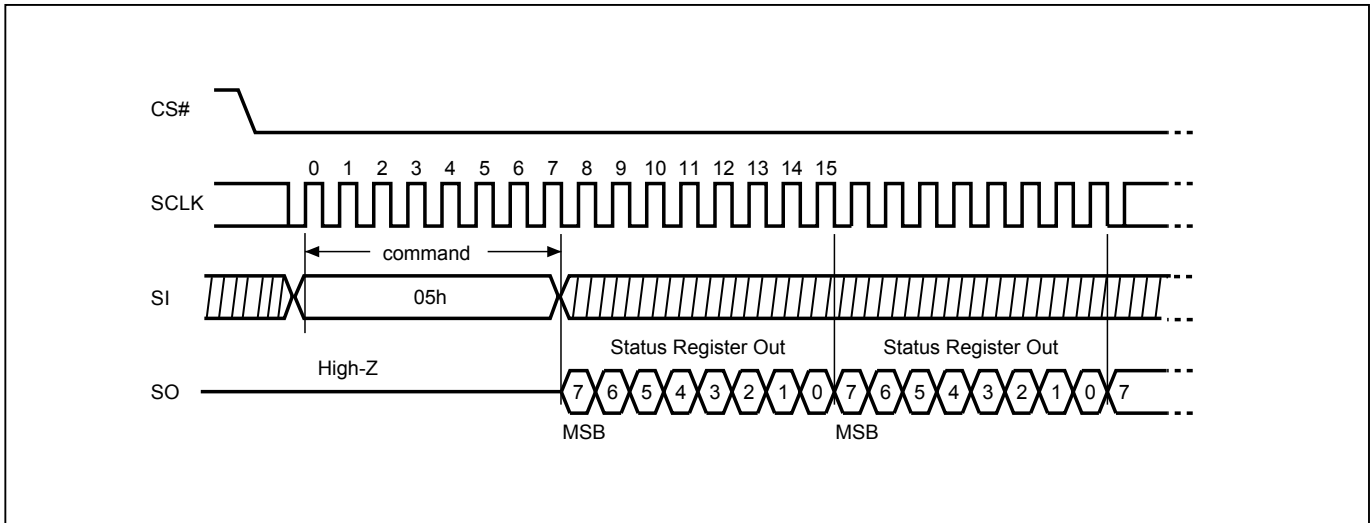 CS#
0 1 2 3 4 5 6 7 8 9 10 11 12 13 14 15
SCLK
command
SI
05h
Status Register Out Status Register Out
High-Z
SO
7 6 5 4 3 2 1 0 7 6 5 4 3 2 1 0 7
MSB MSB